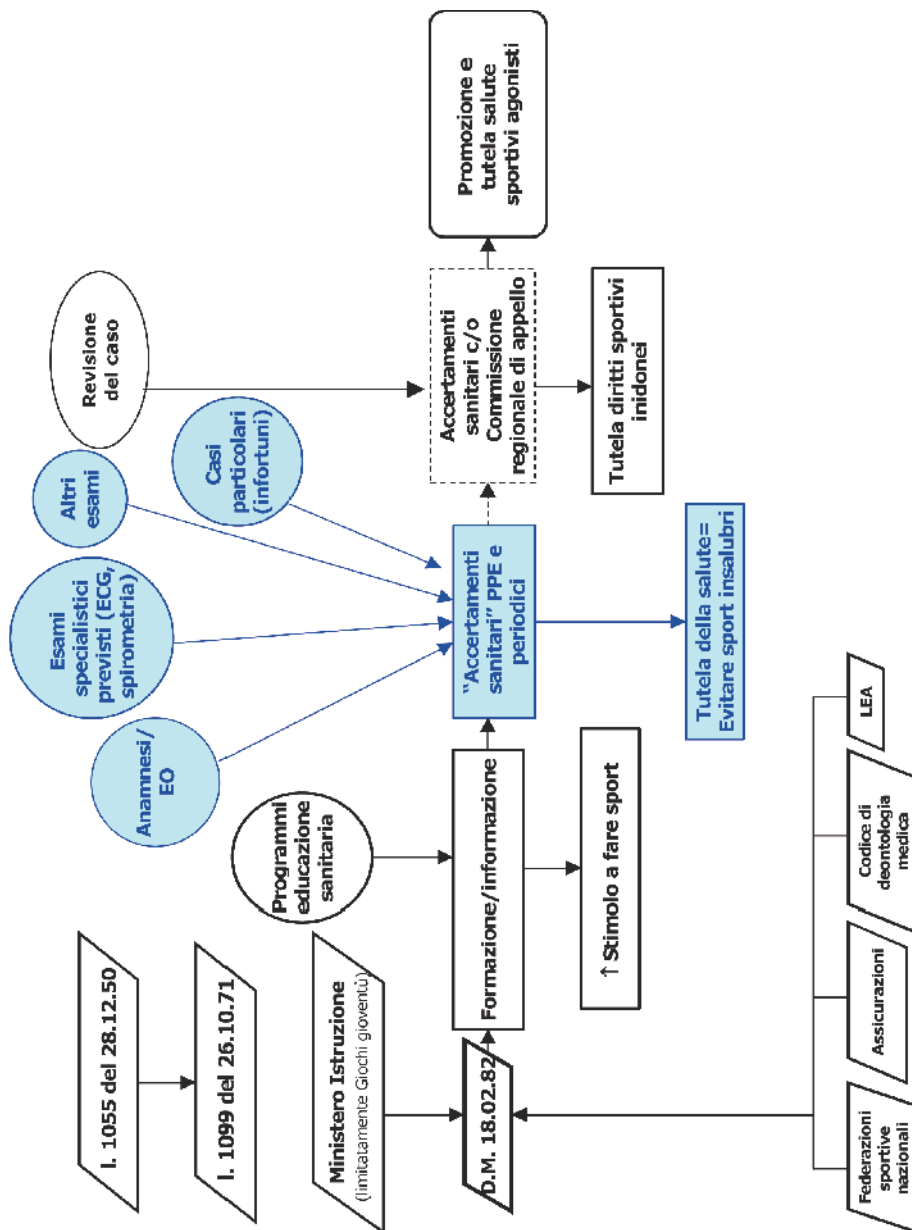 l. 1055 del 28.12.50
l. 1099 del 26.10.71
Ministero Istruzione
(limitatamente Giochi gioventù)
D.M. 18.02.82
Programmi
educazione
sanitaria
Formazione/informazione
↑ Stimolo a fare sport
Anamnesi/
EO
Esami
specialistici
previsti (ECG,
spirometria)
Altri
esami
Casi
particolari
(infortuni)
"Accertamenti
sanitari" PPE e
periodici
Tutela della salute=
Evitare sport insalubri
Revisione
del caso
Accertamenti
sanitari c/o
Commissione
regionale di appello
Tutela diritti sportivi
inidonei
Promozione e
tutela salute
sportivi agonisti
Federazioni
sportive
nazionali
Assicurazioni
Codice di
deontologia
medica
LEA